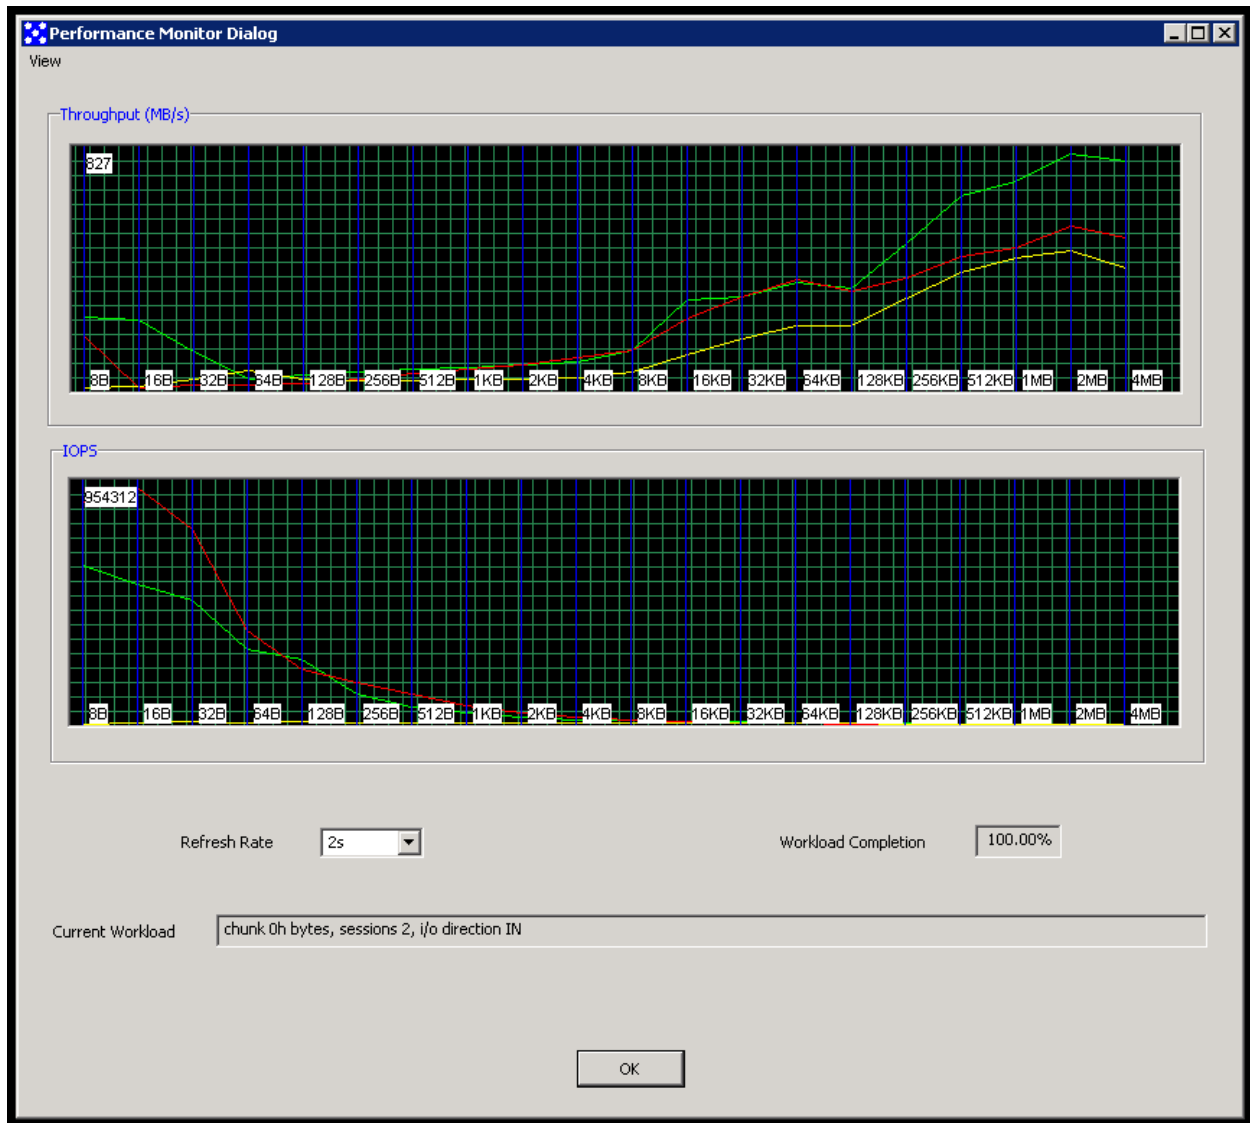 Performance Monitor Dialog
View
Throughput (MB/s)
827
8B 16B 32B 64B 128B 256B 512B 1KB 2KB 4KB 8KB 16KB 32KB 64KB 128KB 256KB 512KB 1MB 2MB 4MB
IOPS
954312
8B 16B 32B 64B 128B 256B 512B 1KB 2KB 4KB 8KB 16KB 32KB 64KB 128KB 256KB 512KB 1MB 2MB 4MB
Refresh Rate 2s Workload Completion 100.00%
Current Workload chunk 0h bytes, sessions 2, i/o direction IN
OK